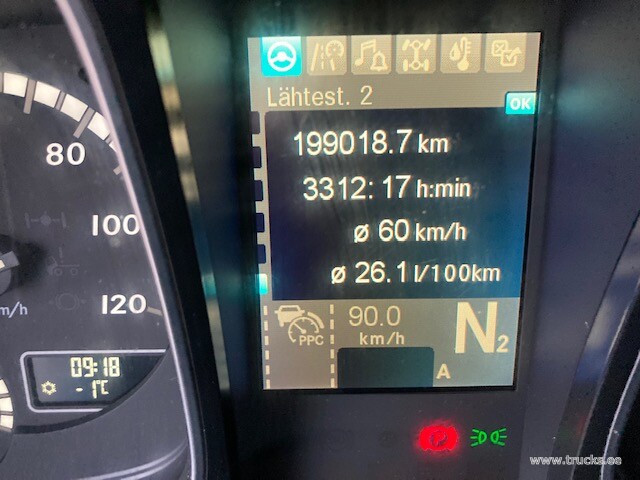 Lähtest. 2
OK
199018.7 km
3312:17 h:min
ø 60 km/h
ø 26.1 l/100km
PPC
90.0
km/h
N2
A
80
100
120
m/h
09:18
-1°C
www.trucks.ee